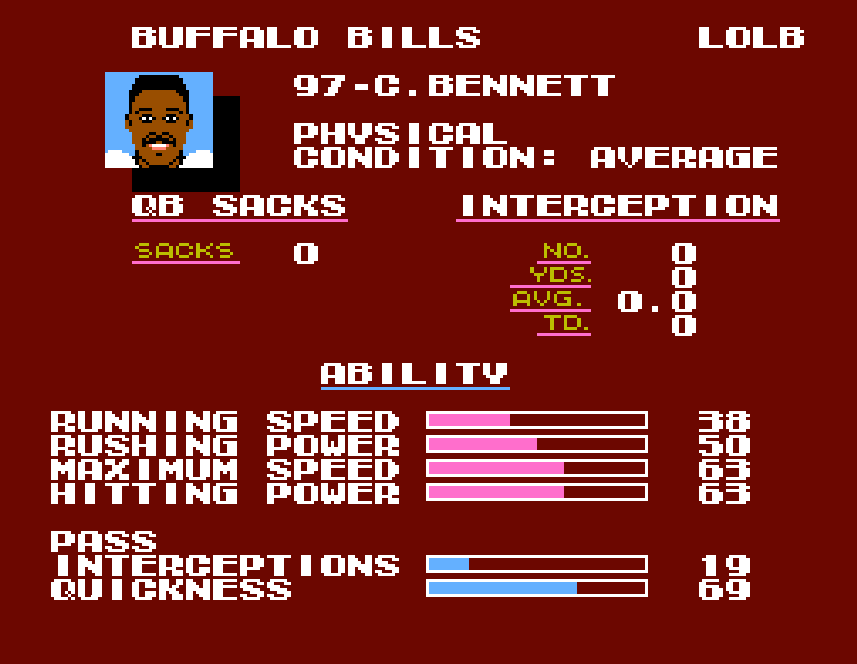 BUFFALO BILLS LOLB
97-C.BENNETT
PHYSICAL
CONDITION: AVERAGE
QB SACKS INTERCEPTION
SACKS 0 NO. 0
YDS. 0
AVG. 0.0
TD. 0
ABILITY
RUNNING SPEED 38
RUSHING POWER 50
MAXIMUM SPEED 63
HITTING POWER 63
PASS
INTERCEPTIONS 19
QUICKNESS 69